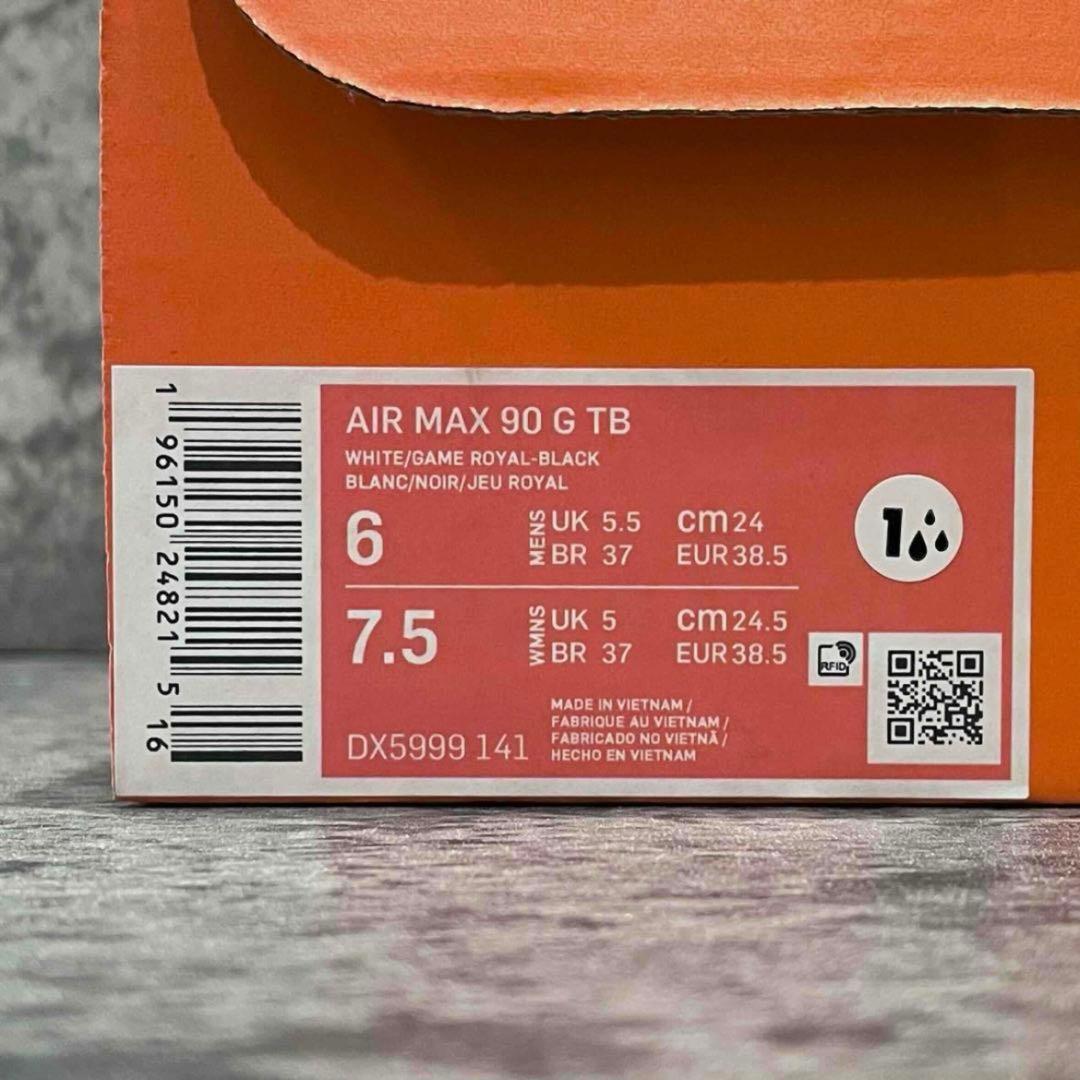 1 96150 24821 5 16
AIR MAX 90 G TB
WHITE/GAME ROYAL-BLACK
BLANC/NOIR/JEU ROYAL
6 MENS UK 5.5 cm 24
BR 37 EUR 38.5
7.5 WMNS UK 5 cm 24.5
BR 37 EUR 38.5
1
RFID
MADE IN VIETNAM /
FABRIQUE AU VIETNAM /
FABRICADO NO VIETNÃ /
HECHO EN VIETNAM
DX5999 141